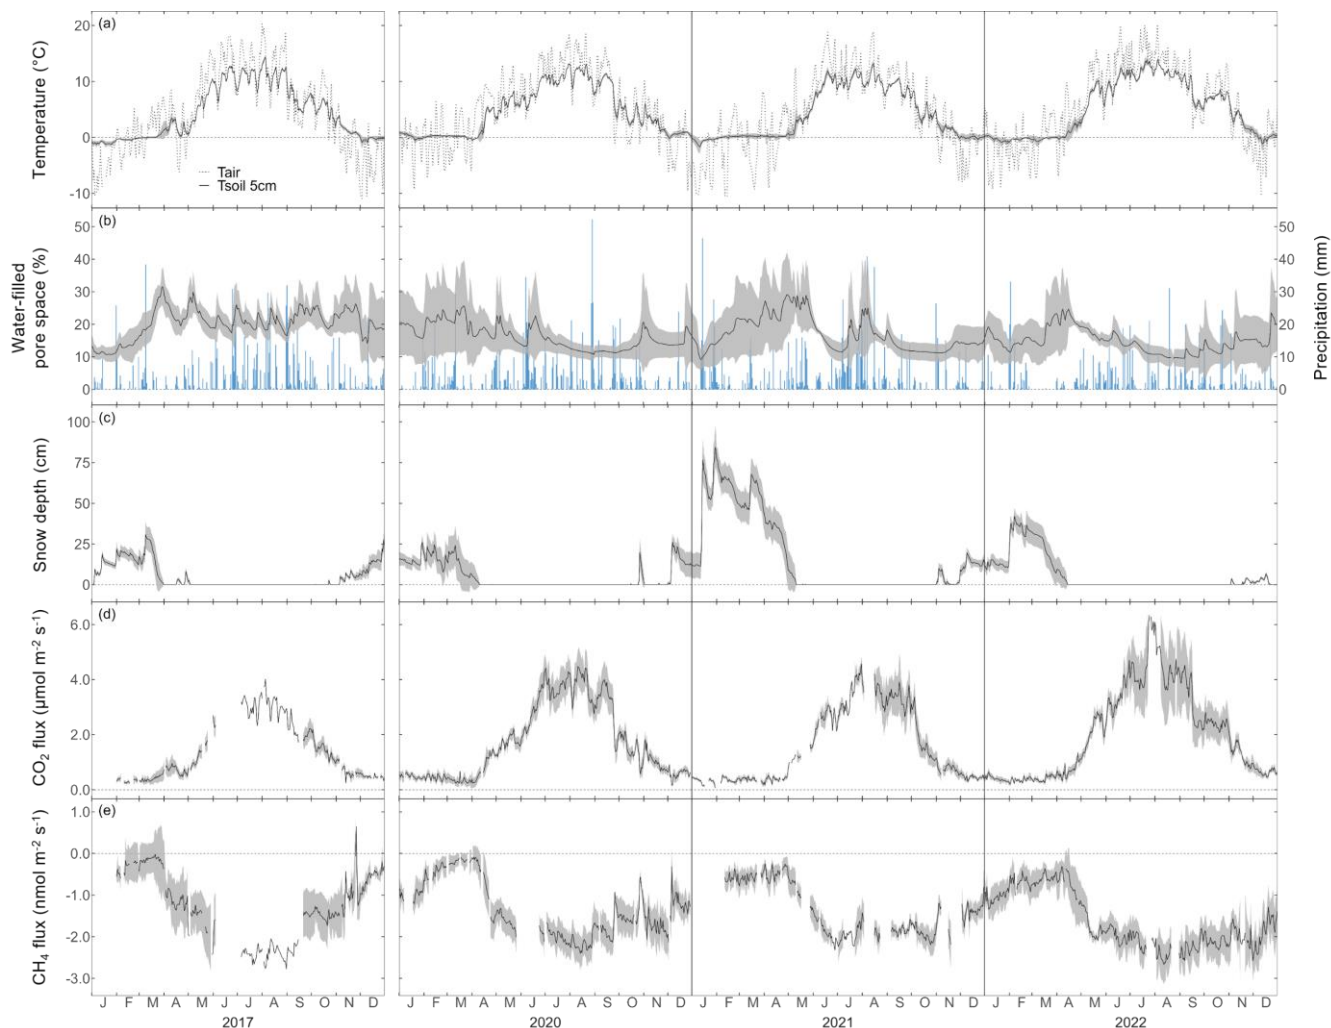 (a)
Temperature (°C)
20
10
0
-10
Tair
Tsoil 5cm
(b)
Water-filled
pore space (%)
50
40
30
20
10
0
50
40
30
20
10
0
Precipitation (mm)
(c)
Snow depth (cm)
100
75
50
25
0
(d)
CO₂ flux (µmol m⁻² s⁻¹)
6.0
4.0
2.0
0.0
(e)
CH₄ flux (nmol m⁻² s⁻¹)
1.0
0.0
-1.0
-2.0
-3.0
J F M A M J J A S O N D J F M A M J J A S O N D J F M A M J J A S O N D J F M A M J J A S O N D
2017 2020 2021 2022